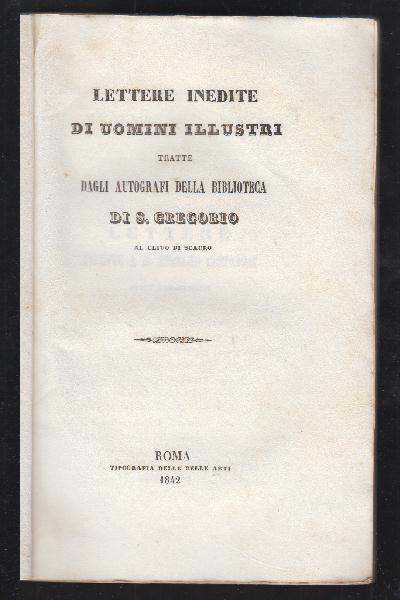 LETTERE INEDITE
DI UOMINI ILLUSTRI
TRATTE
DAGLI AUTOGRAFI DELLA BIBLIOTECA
DI S. GREGORIO
AL CLIVO DI SCAURO
ROMA
TIPOGRAFIA DELLE BELLE ARTI
1842